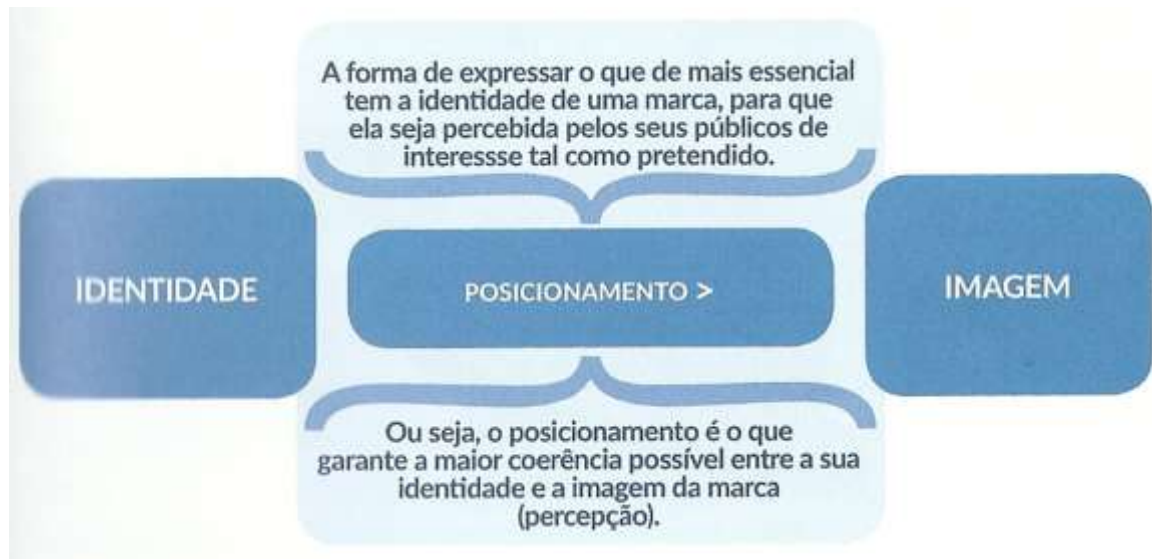 A forma de expressar o que de mais essencial
tem a identidade de uma marca, para que
ela seja percebida pelos seus públicos de
interessse tal como pretendido.
IDENTIDADE
POSICIONAMENTO >
IMAGEM
Ou seja, o posicionamento é o que
garante a maior coerência possível entre a sua
identidade e a imagem da marca
(percepção).